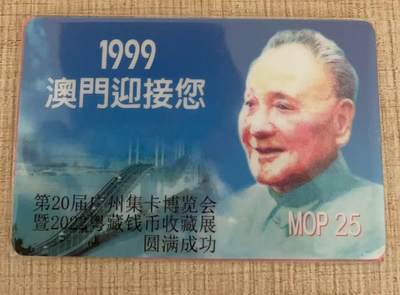 1999
澳門迎接您
第20届广州集卡博览会
暨2022粤藏钱币收藏展
圆满成功
MOP 25